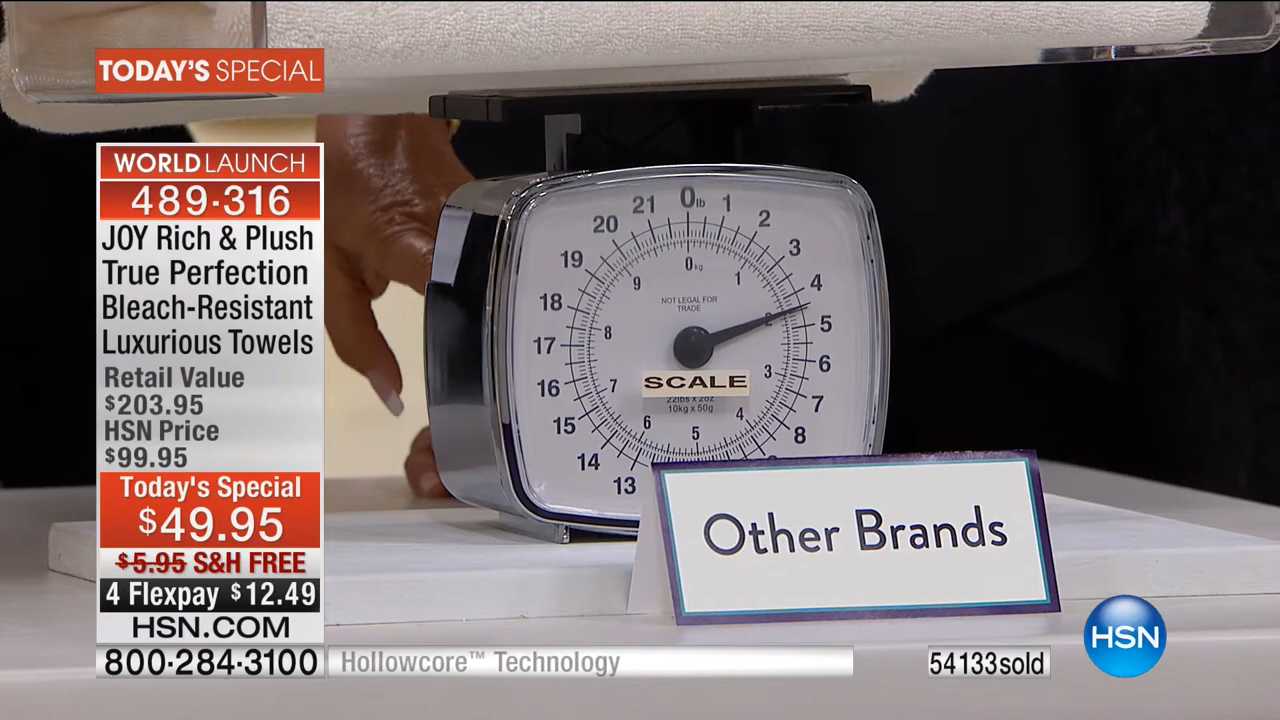 TODAY'S SPECIAL
WORLD LAUNCH
489·316
JOY Rich & Plush
True Perfection
Bleach-Resistant
Luxurious Towels
Retail Value
$203.95
HSN Price
$99.95
Today's Special
$49.95
$5.95 S&H FREE
4 Flexpay $12.49
HSN.COM
800·284·3100
Hollowcore™ Technology
54133sold
HSN
0lb
1
2
3
4
5
6
7
8
13
14
15
16
17
18
19
20
21
0kg
1
2
3
4
5
6
7
8
9
NOT LEGAL FOR
TRADE
SCALE
22lbs x 2oz
10kg x 50g
Other Brands